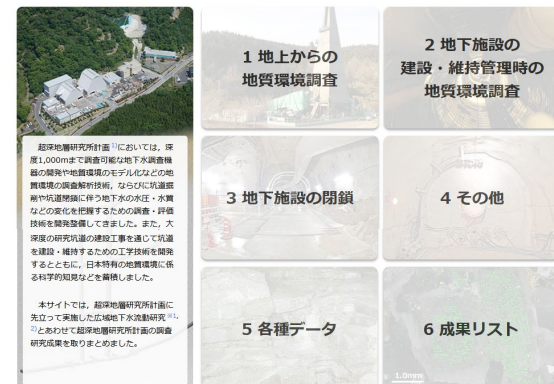 超深地層研究所計画1)においては，深
度1,000mまで調査可能な地下水調査機
器の開発や地質環境のモデル化などの地
質環境の調査解析技術，ならびに坑道掘
削や坑道閉鎖に伴う地下水の水圧・水質
などの変化を把握するための調査・評価
技術を開発整備してきました。また，大
深度の研究坑道の建設工事を通じて坑道
を建設・維持するための工学技術を開発
するとともに，日本特有の地質環境に係
る科学的知見などを蓄積しました。
本サイトでは，超深地層研究所計画に
先立って実施した広域地下水流動研究※1,
2)とあわせて超深地層研究所計画の調査
研究成果を取りまとめました。
1 地上からの
地質環境調査
2 地下施設の
建設・維持管理時の
地質環境調査
3 地下施設の閉鎖
4 その他
5 各種データ
6 成果リスト
1.0mm